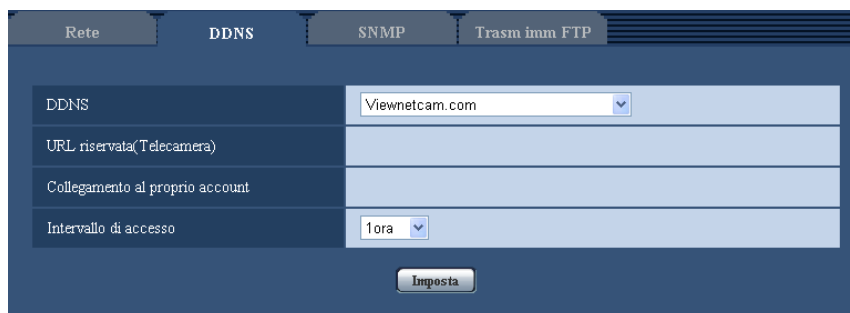 Rete DDNS SNMP Trasm imm FTP
DDNS Viewnetcam.com
URL riservata(Telecamera)
Collegamento al proprio account
Intervallo di accesso 1ora
Imposta